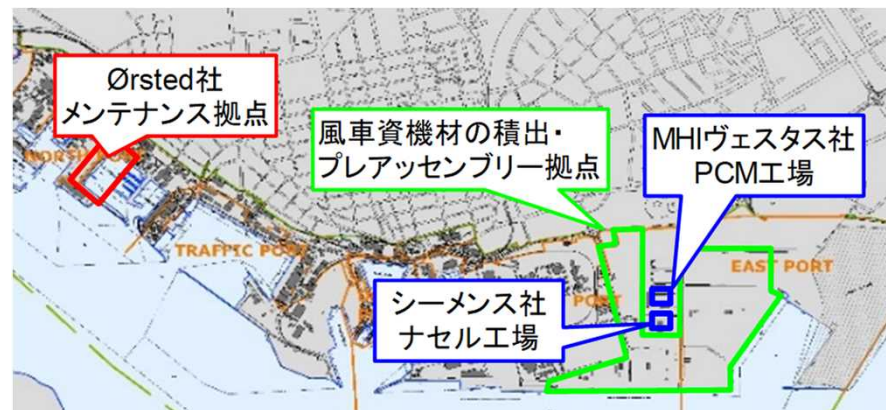 Ørsted社
メンテナンス拠点
風車資機材の積出・
プレアッセンブリー拠点
MHIヴェスタス社
PCM工場
シーメンス社
ナセル工場
NORTH
TRAFFIC PORT
PORT
EAST PORT